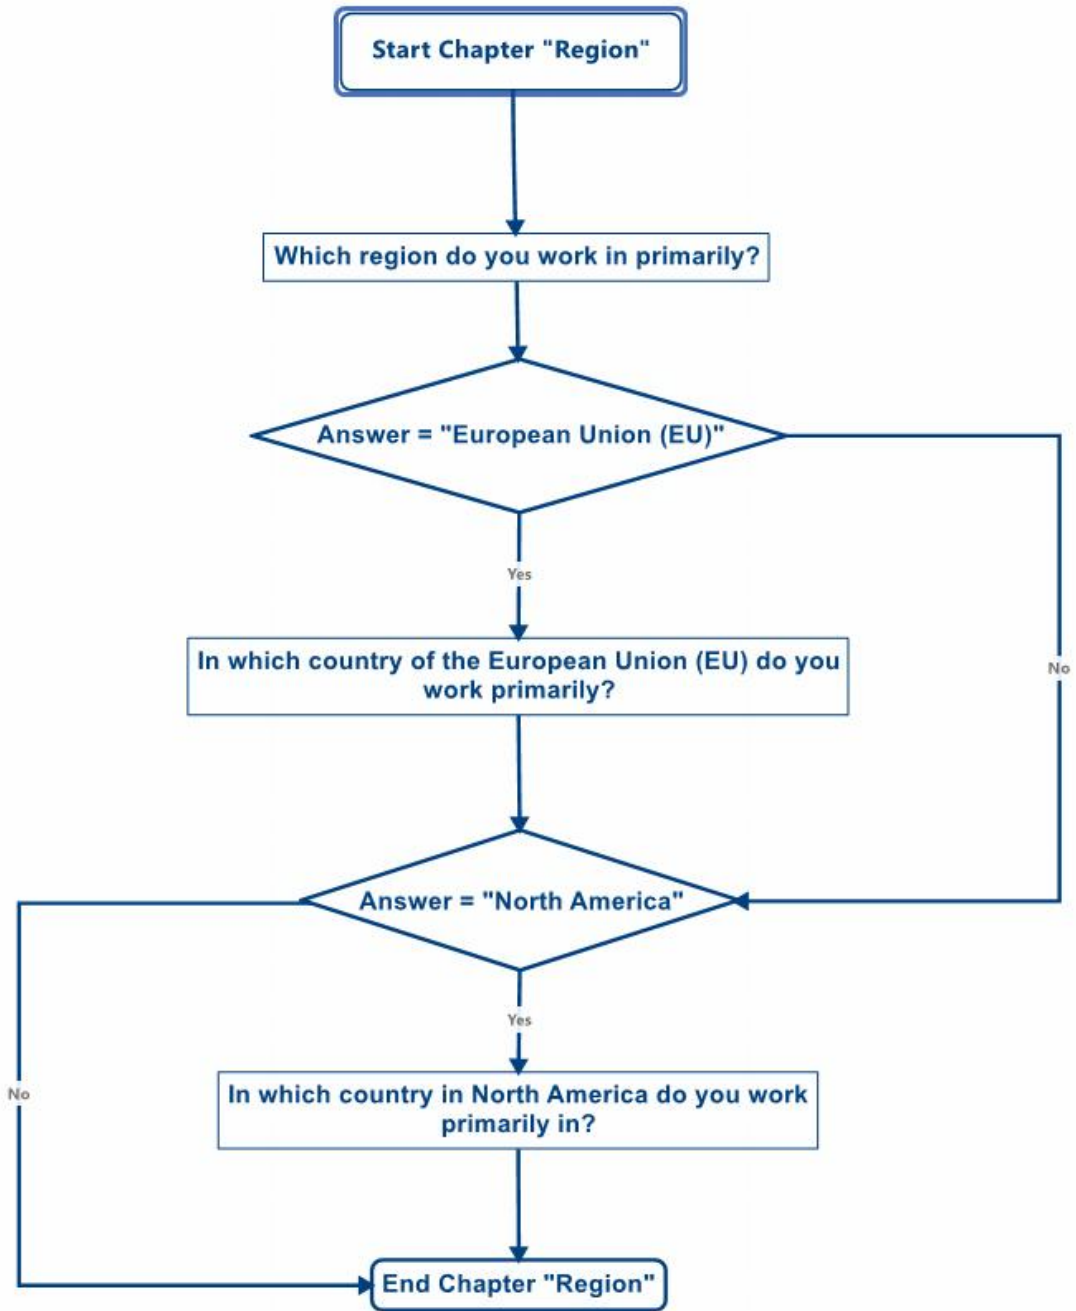 Start Chapter "Region"
Which region do you work in primarily?
Answer = "European Union (EU)"
Yes
In which country of the European Union (EU) do you
work primarily?
No
Answer = "North America"
Yes
In which country in North America do you work
primarily in?
No
End Chapter "Region"